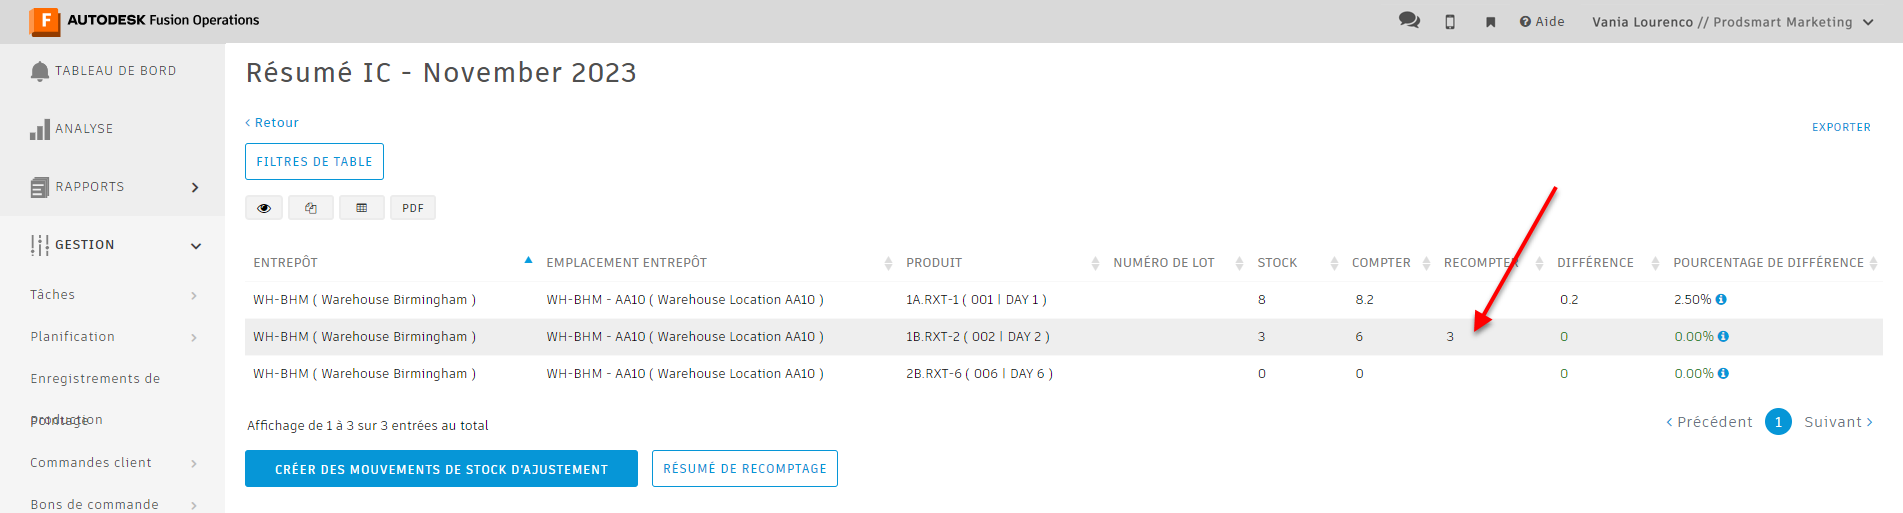 AUTODESK Fusion Operations
Aide
Vania Lourenco // Prodsmart Marketing
TABLEAU DE BORD
ANALYSE
RAPPORTS
GESTION
Tâches
Planification
Enregistrements de
production
Pointage
Commandes client
Bons de commande
Résumé IC - November 2023
< Retour
EXPORTER
FILTRES DE TABLE
PDF
ENTREPÔT EMPLACEMENT ENTREPÔT PRODUIT NUMÉRO DE LOT STOCK COMPTER RECOMPTER DIFFÉRENCE POURCENTAGE DE DIFFÉRENCE
WH-BHM ( Warehouse Birmingham ) WH-BHM - AA10 ( Warehouse Location AA10 ) 1A.RXT-1 ( 001 | DAY 1 ) 8 8.2 0.2 2.50%
WH-BHM ( Warehouse Birmingham ) WH-BHM - AA10 ( Warehouse Location AA10 ) 1B.RXT-2 ( 002 | DAY 2 ) 3 6 3 0 0.00%
WH-BHM ( Warehouse Birmingham ) WH-BHM - AA10 ( Warehouse Location AA10 ) 2B.RXT-6 ( 006 | DAY 6 ) 0 0 0 0.00%
Affichage de 1 à 3 sur 3 entrées au total
< Précédent 1 Suivant >
CRÉER DES MOUVEMENTS DE STOCK D'AJUSTEMENT
RÉSUMÉ DE RECOMPTAGE